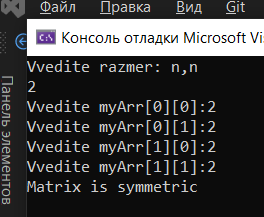 Файл Правка Вид Git
Консоль отладки Microsoft Vi
Панель элементов
Vvedite razmer: n,n
2
Vvedite myArr[0][0]:2
Vvedite myArr[0][1]:2
Vvedite myArr[1][0]:2
Vvedite myArr[1][1]:2
Matrix is symmetric